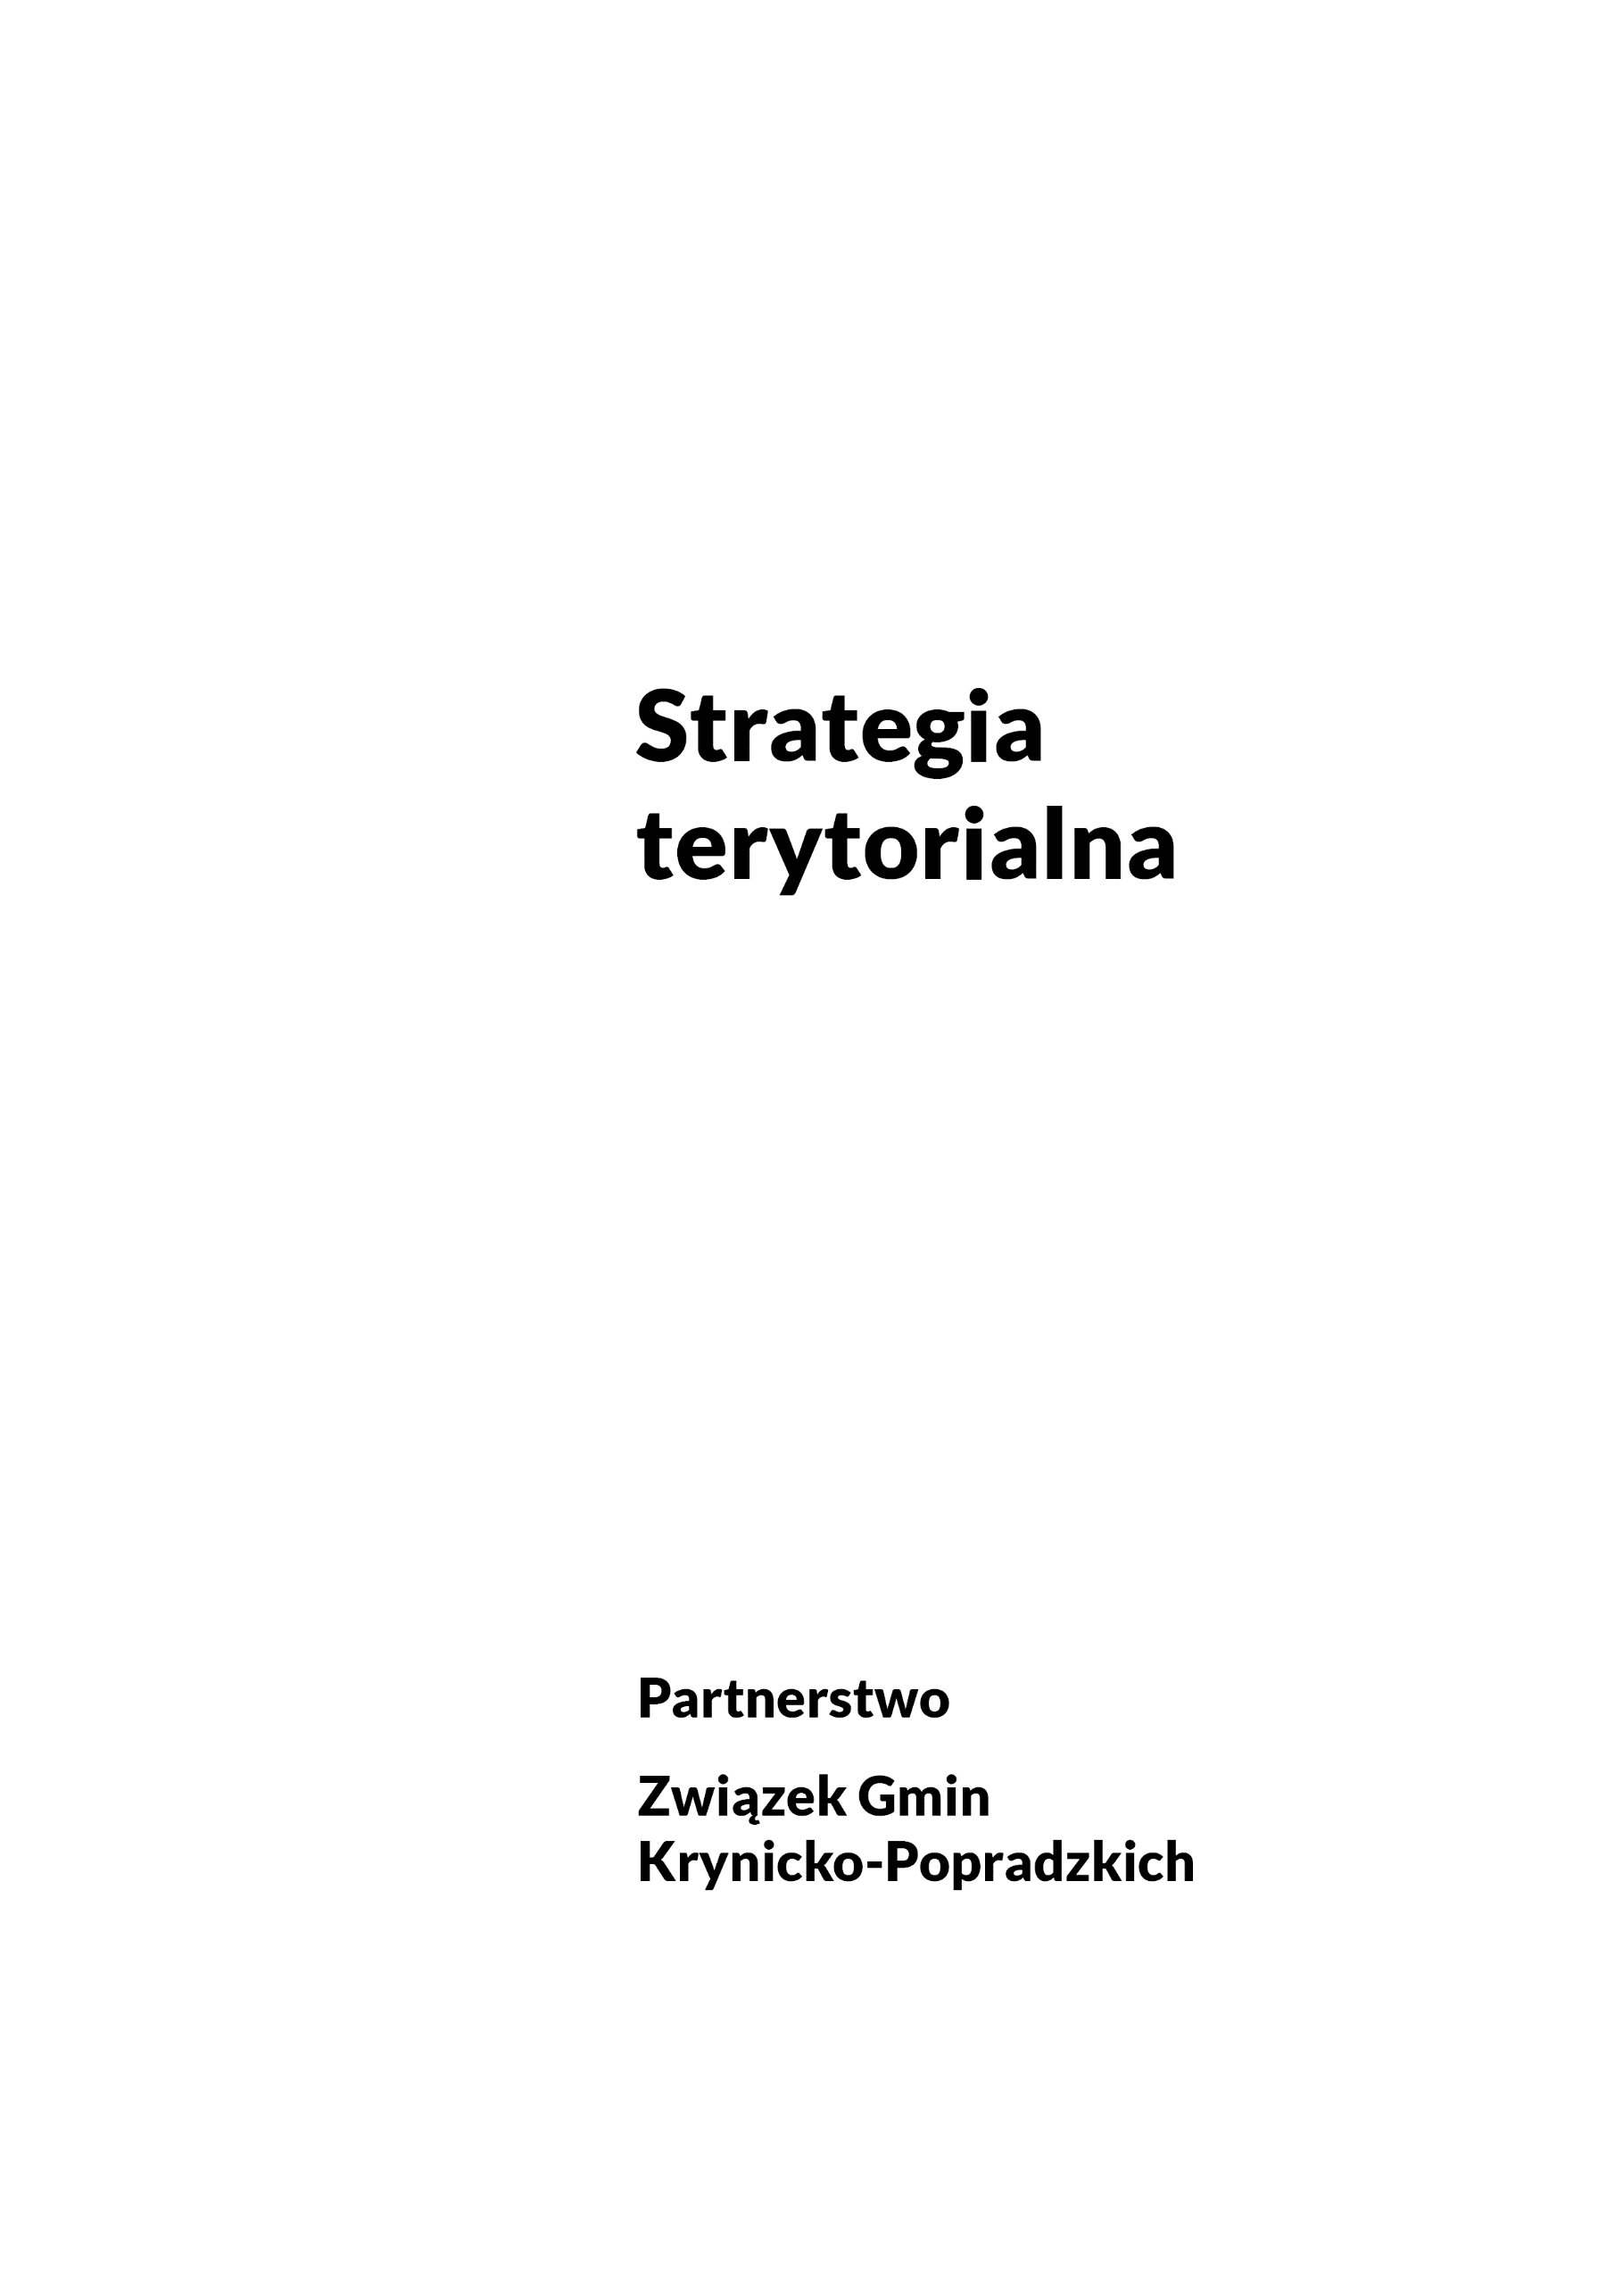 Strategia
terytorialna
Partnerstwo
Związek Gmin
Krynicko-Popradzkich